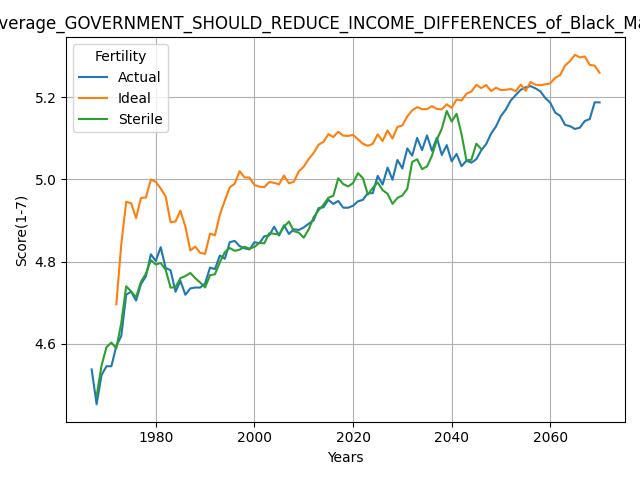 verage_GOVERNMENT_SHOULD_REDUCE_INCOME_DIFFERENCES_of_Black_Ma
Fertility
Actual
Ideal
Sterile
Score(1-7)
5.2
5.0
4.8
4.6
1980 2000 2020 2040 2060
Years